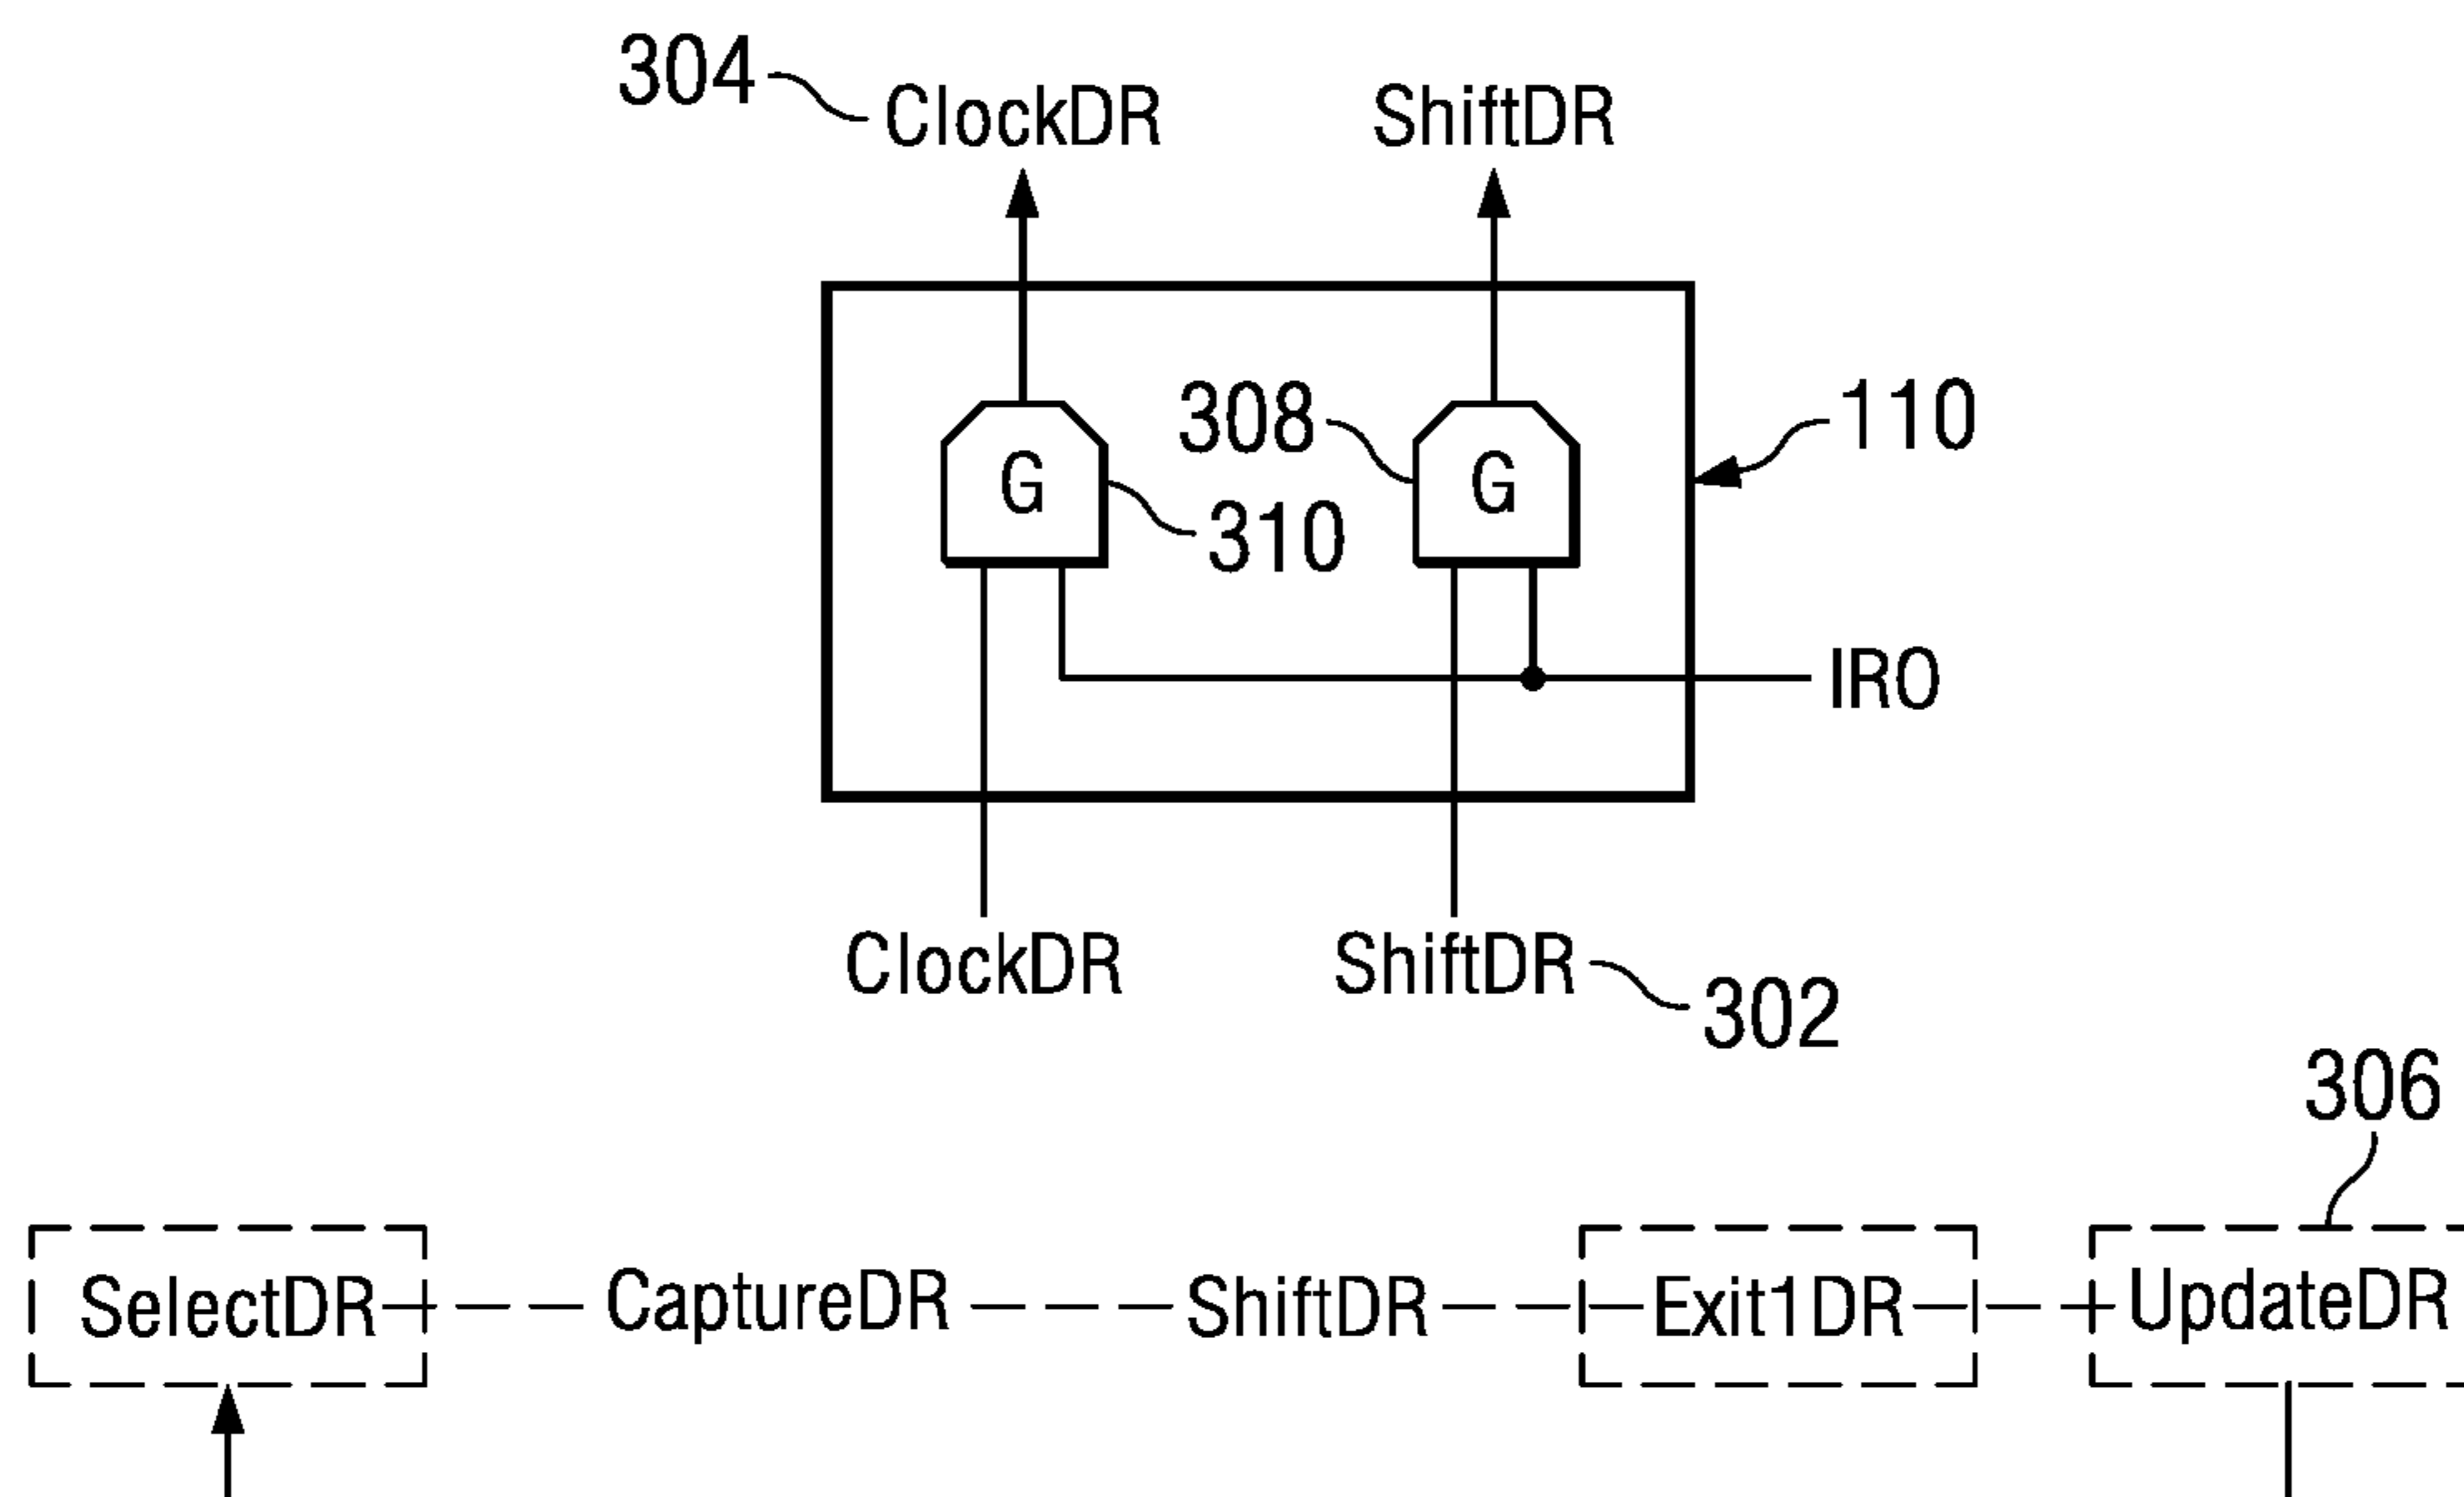 304
ClockDR
ShiftDR
308
G
G
310
110
IRO
ClockDR
ShiftDR
302
306
SelectDR
CaptureDR
ShiftDR
Exit1DR
UpdateDR